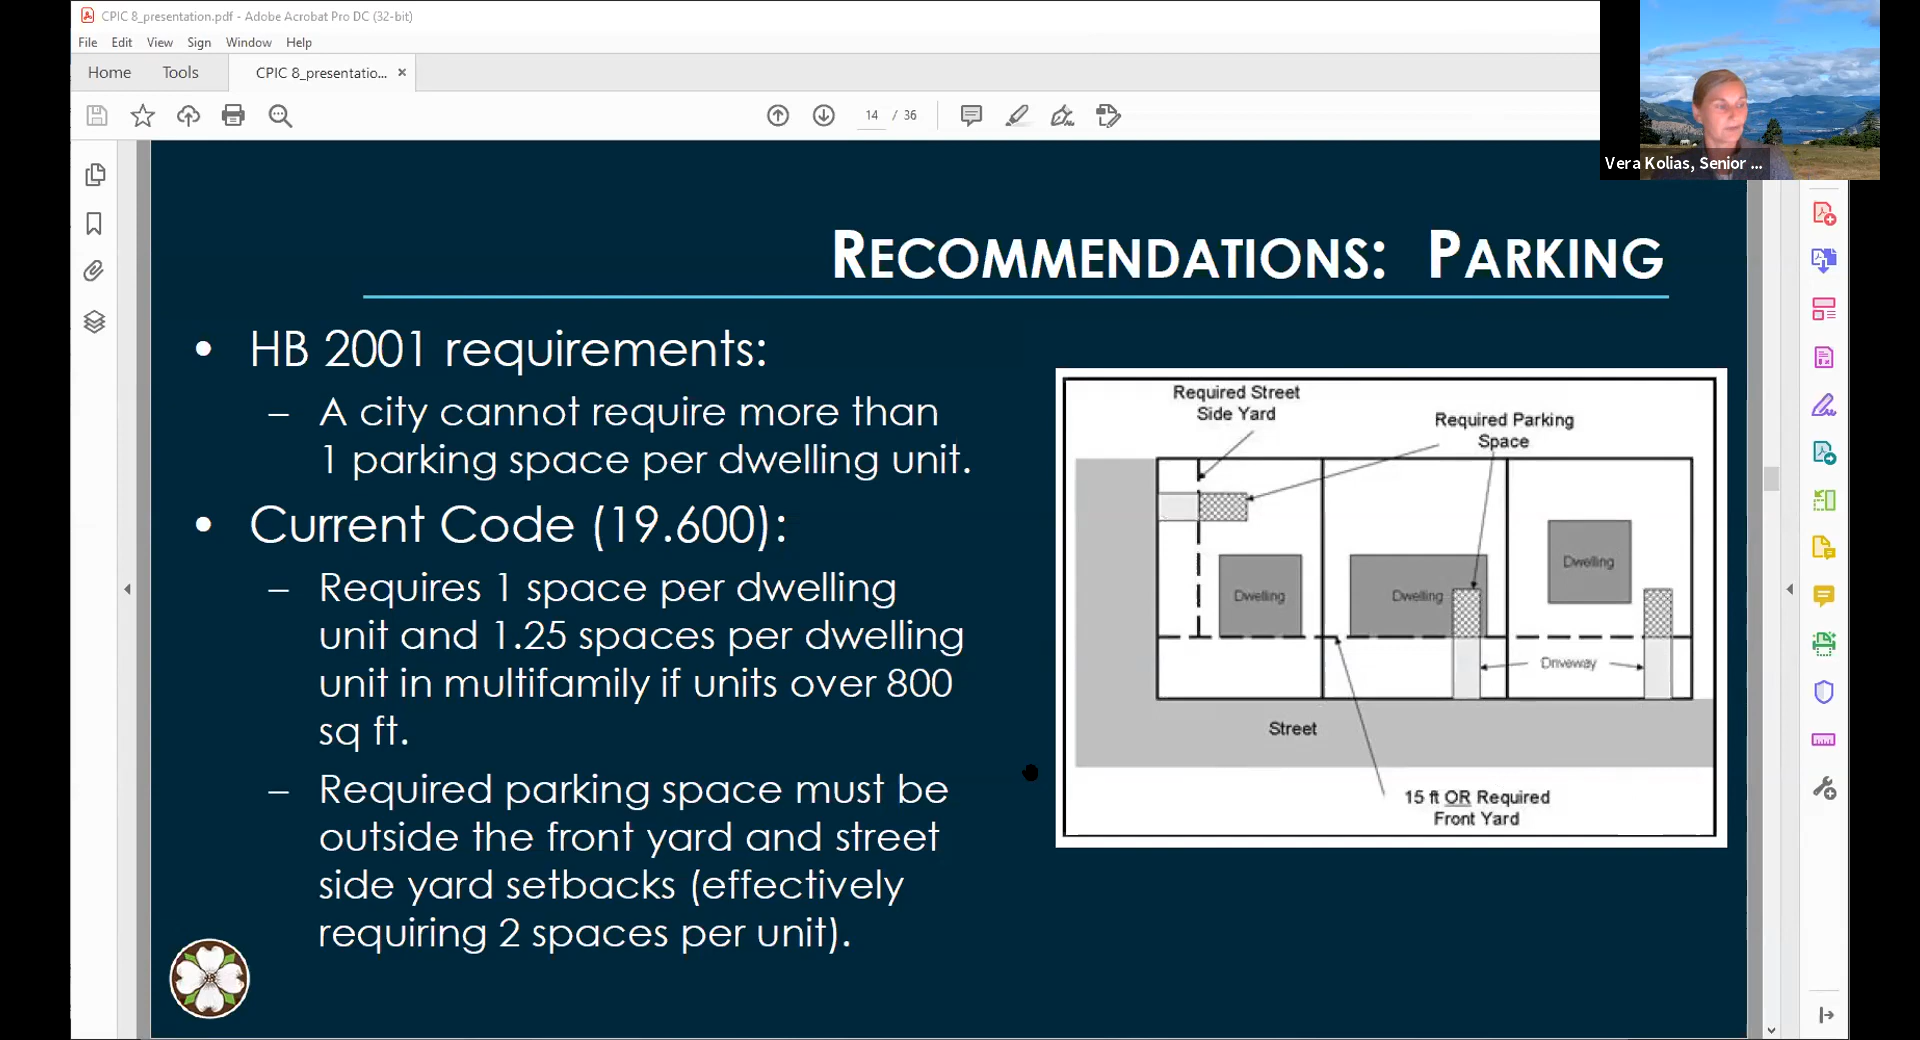 CPIC 8_presentation.pdf - Adobe Acrobat Pro DC (32-bit)
File Edit View Sign Window Help
Home Tools CPIC 8_presentatio... ×
14 / 36
Vera Kolias, Senior ...
RECOMMENDATIONS: PARKING
• HB 2001 requirements:
– A city cannot require more than
1 parking space per dwelling unit.
• Current Code (19.600):
– Requires 1 space per dwelling
unit and 1.25 spaces per dwelling
unit in multifamily if units over 800
sq ft.
– Required parking space must be
outside the front yard and street
side yard setbacks (effectively
requiring 2 spaces per unit).
Required Street
Side Yard
Required Parking
Space
Dwelling
Dwelling
Dwelling
Driveway
Street
15 ft OR Required
Front Yard